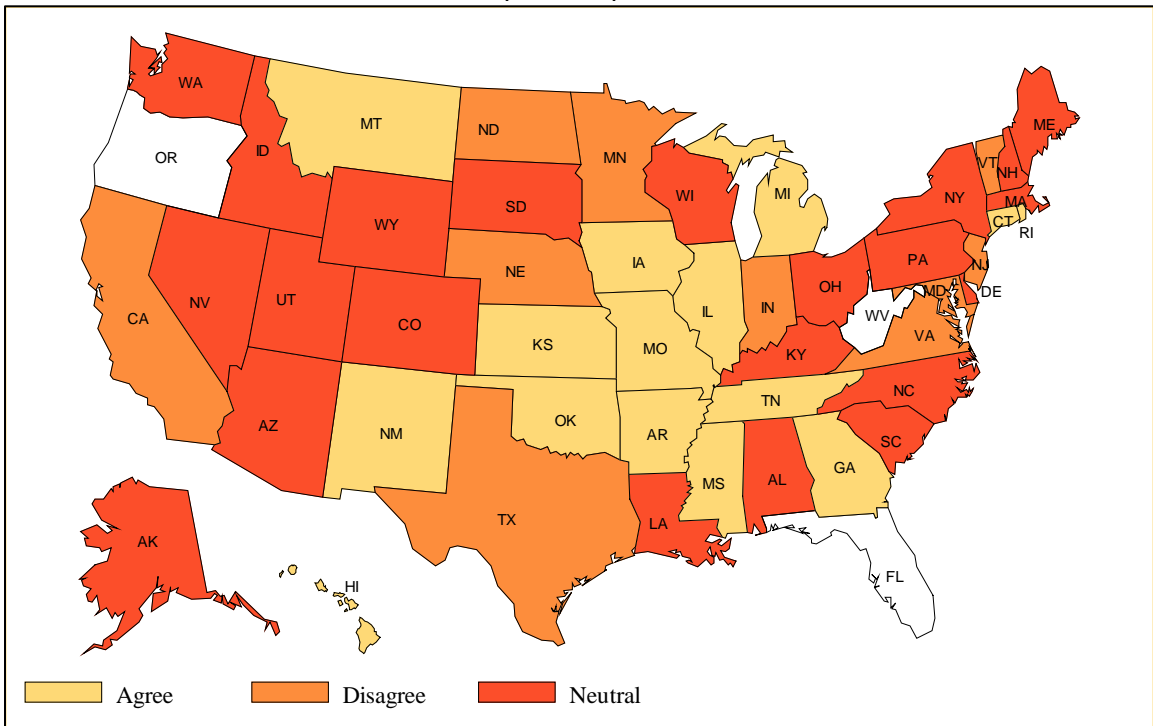 WA
MT
ND
MN
ME
OR
ID
VT
NH
WI
MI
NY
MA
SD
WY
CT
RI
IA
PA
NJ
NE
IL
IN
OH
MD
DE
NV
UT
CO
WV
CA
KS
MO
KY
VA
AZ
NM
OK
AR
TN
NC
SC
MS
AL
GA
TX
LA
AK
HI
FL
Agree Disagree Neutral